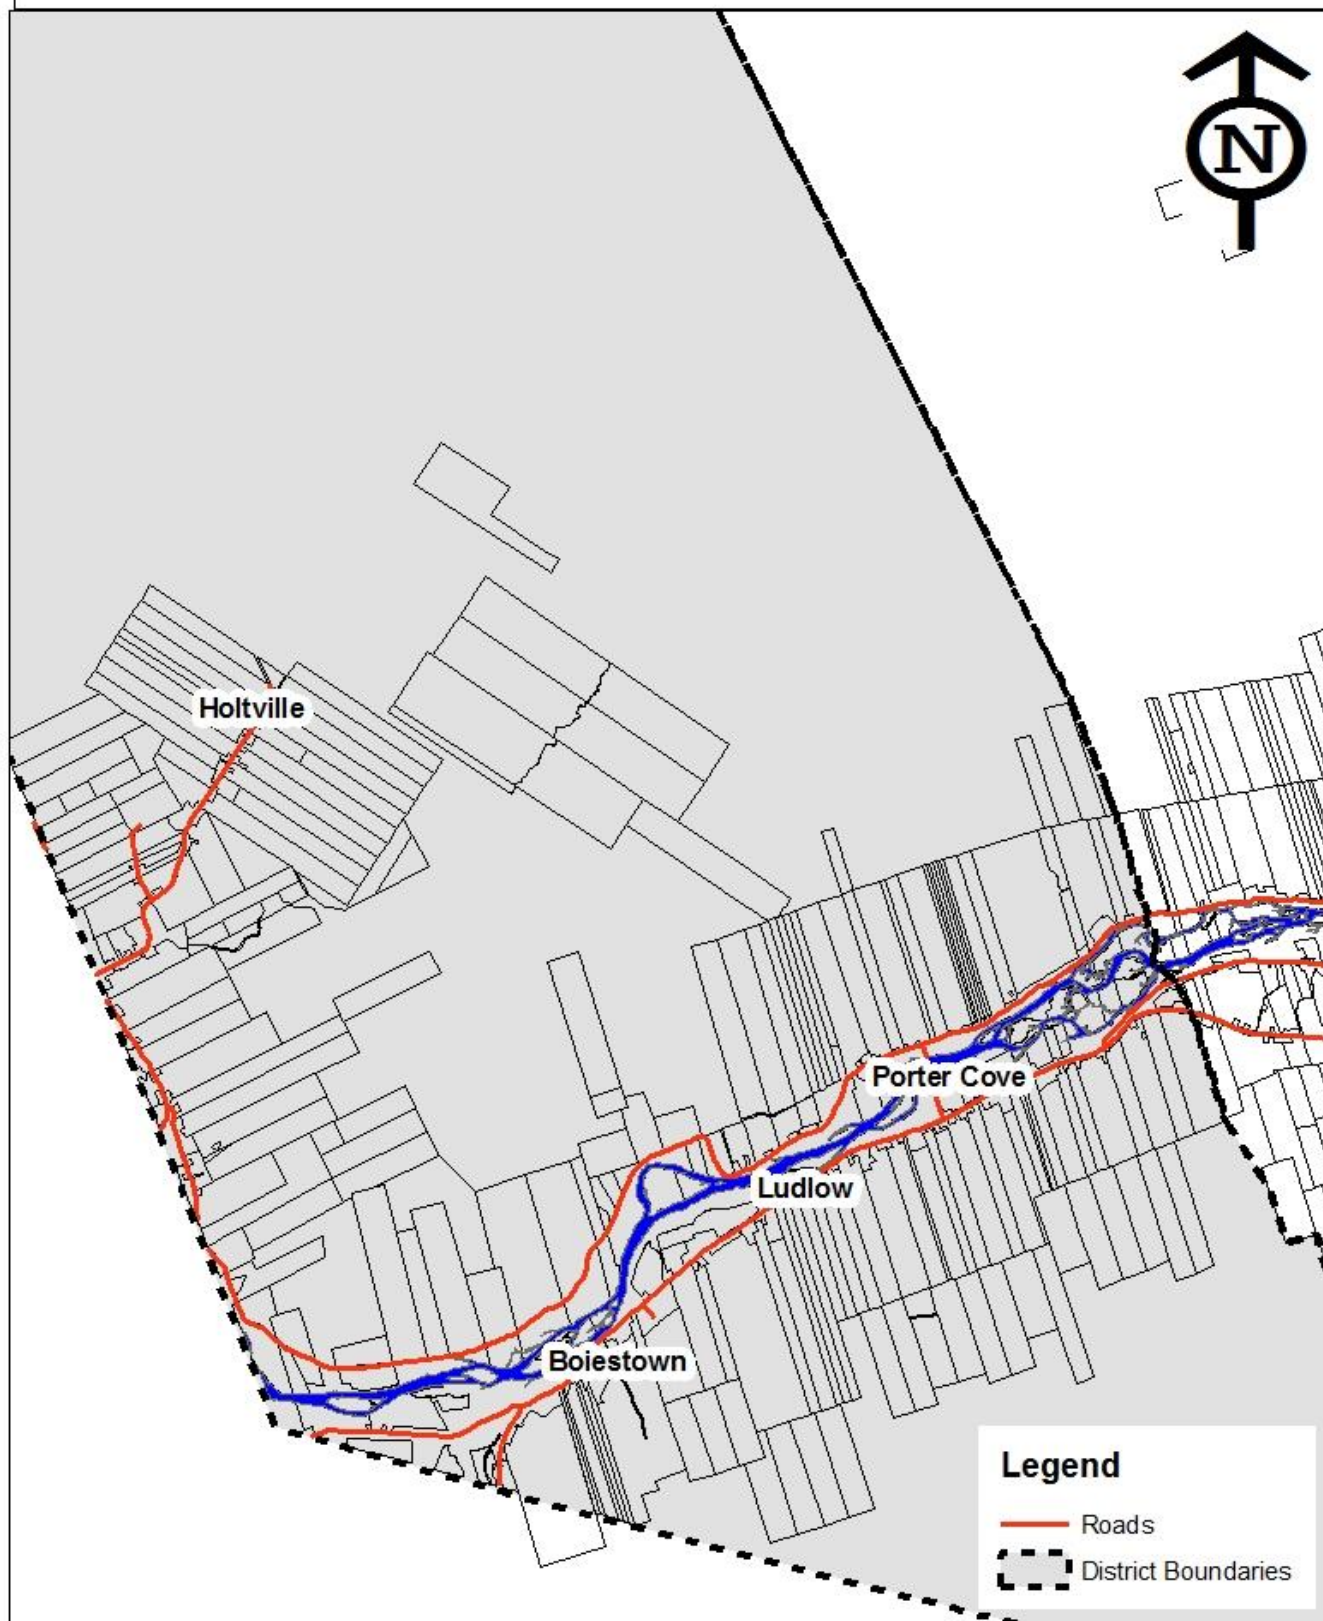 N
Holtville
Porter Cove
Ludlow
Boiestown
Legend
Roads
District Boundaries